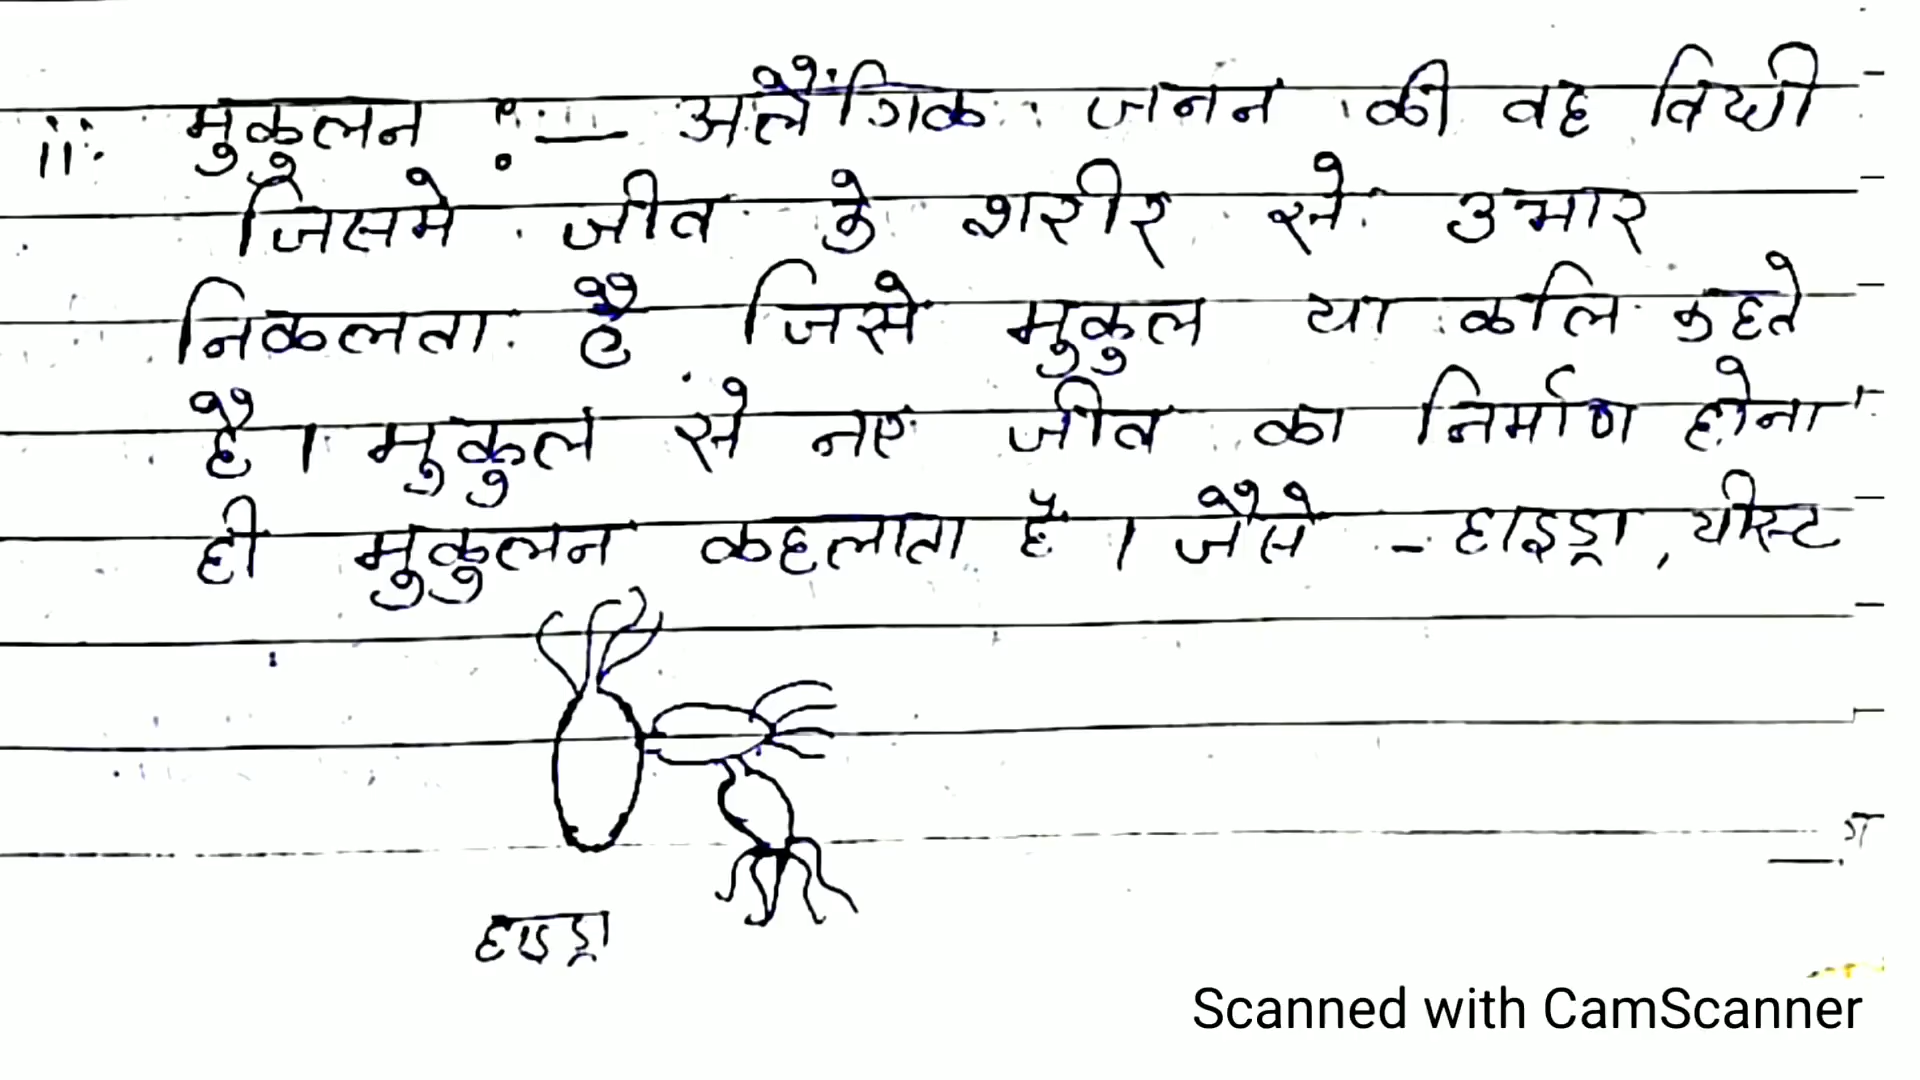 ii. मुकुलन :— अलैंगिक जनन की वह विधी
जिसमे जीव के शरीर से उभार
निकलता है जिसे मुकुल या कलि कहते
है। मुकुल से नए जीव का निर्माण होना
ही मुकुलन कहलाता है। जैसे - हाइड्रा, यीस्ट
हाइड्रा
Scanned with CamScanner